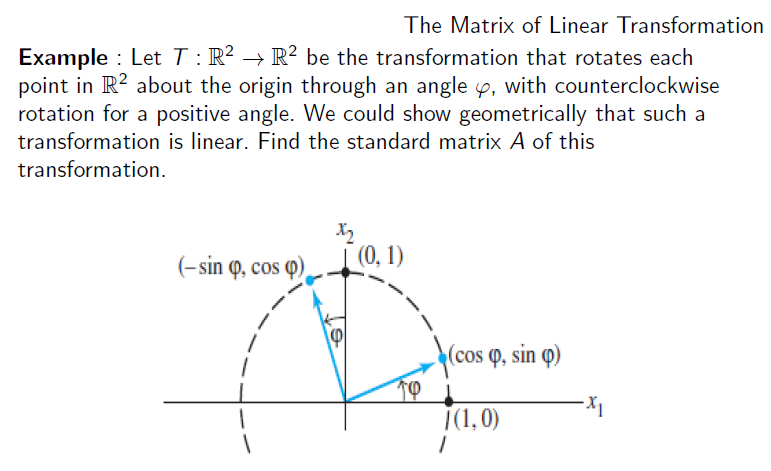 The Matrix of Linear Transformation
Example : Let T : ℝ² → ℝ² be the transformation that rotates each
point in ℝ² about the origin through an angle φ, with counterclockwise
rotation for a positive angle. We could show geometrically that such a
transformation is linear. Find the standard matrix A of this
transformation.
x₂
(0, 1)
(−sin φ, cos φ)
φ
(cos φ, sin φ)
φ
x₁
(1, 0)